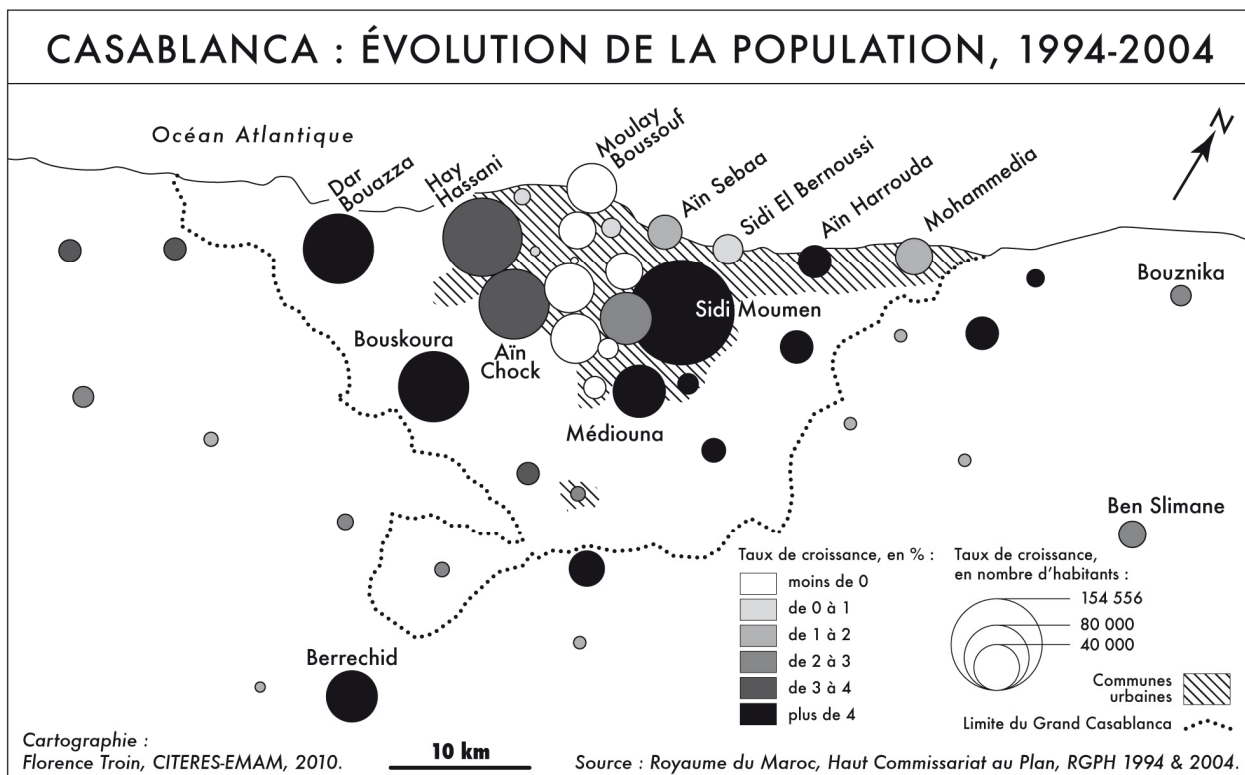 CASABLANCA : ÉVOLUTION DE LA POPULATION, 1994-2004
Océan Atlantique
N
Dar
Bouazza
Hay
Hassani
Moulay
Boussouf
Aïn Sebaa
Sidi El Bernoussi
Aïn Harrouda
Mohammedia
Bouznika
Sidi Moumen
Bouskoura
Aïn
Chock
Médiouna
Ben Slimane
Berrechid
Taux de croissance, en % :
moins de 0
de 0 à 1
de 1 à 2
de 2 à 3
de 3 à 4
plus de 4
Taux de croissance,
en nombre d'habitants :
154 556
80 000
40 000
Communes
urbaines
Limite du Grand Casablanca
Cartographie :
Florence Troin, CITERES-EMAM, 2010.
10 km
Source : Royaume du Maroc, Haut Commissariat au Plan, RGPH 1994 & 2004.